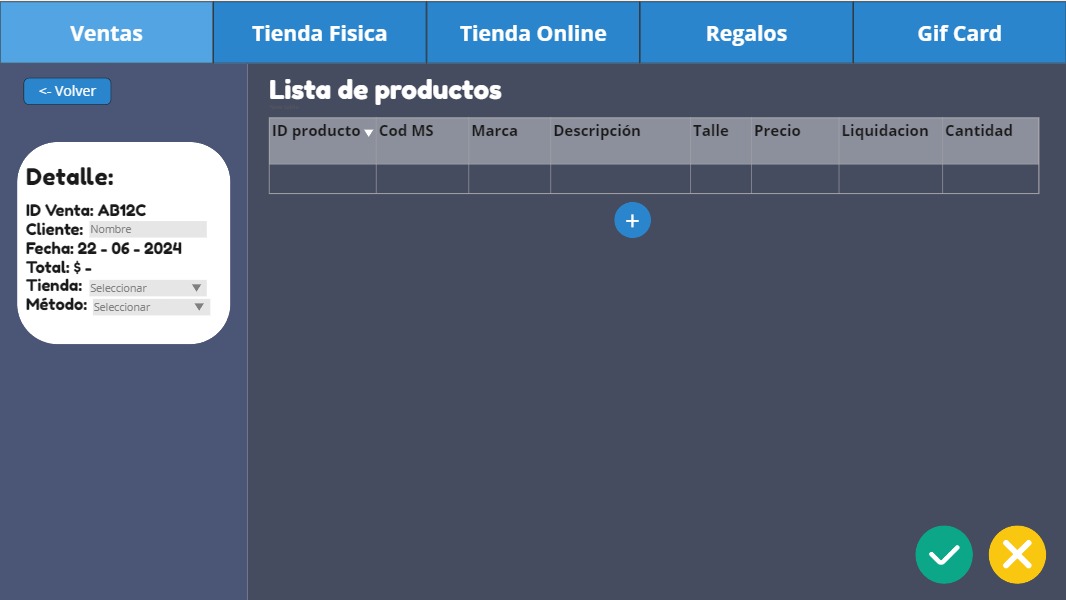 Ventas Tienda Fisica Tienda Online Regalos Gif Card
<- Volver
Lista de productos
ID producto Cod MS Marca Descripción Talle Precio Liquidacion Cantidad
Detalle:
ID Venta: AB12C
Cliente: Nombre
Fecha: 22 - 06 - 2024
Total: $ -
Tienda: Seleccionar
Método: Seleccionar
+